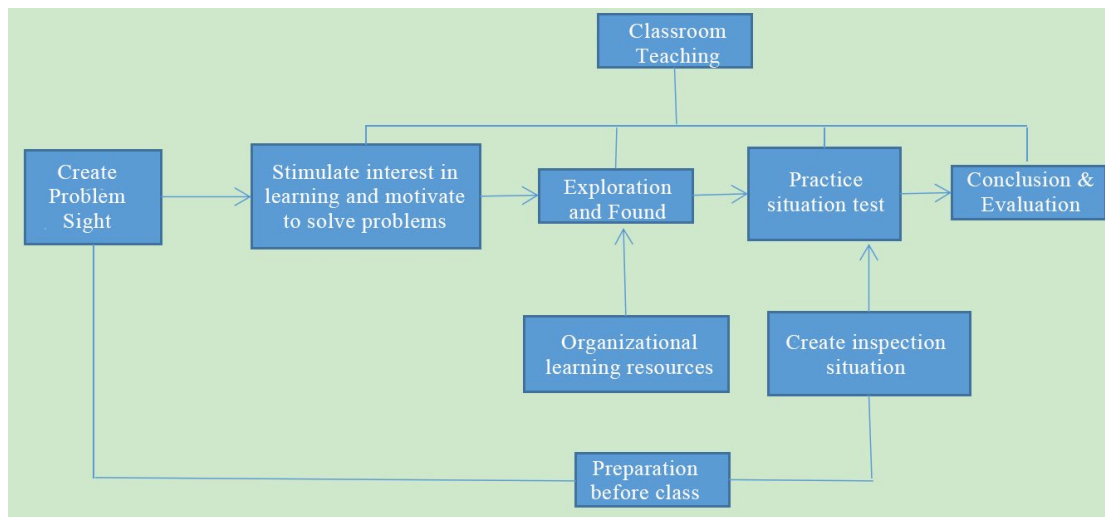 Classroom
Teaching
Create
Problem
Sight
Stimulate interest in
learning and motivate
to solve problems
Exploration
and Found
Practice
situation test
Conclusion &
Evaluation
Organizational
learning resources
Create inspection
situation
Preparation
before class